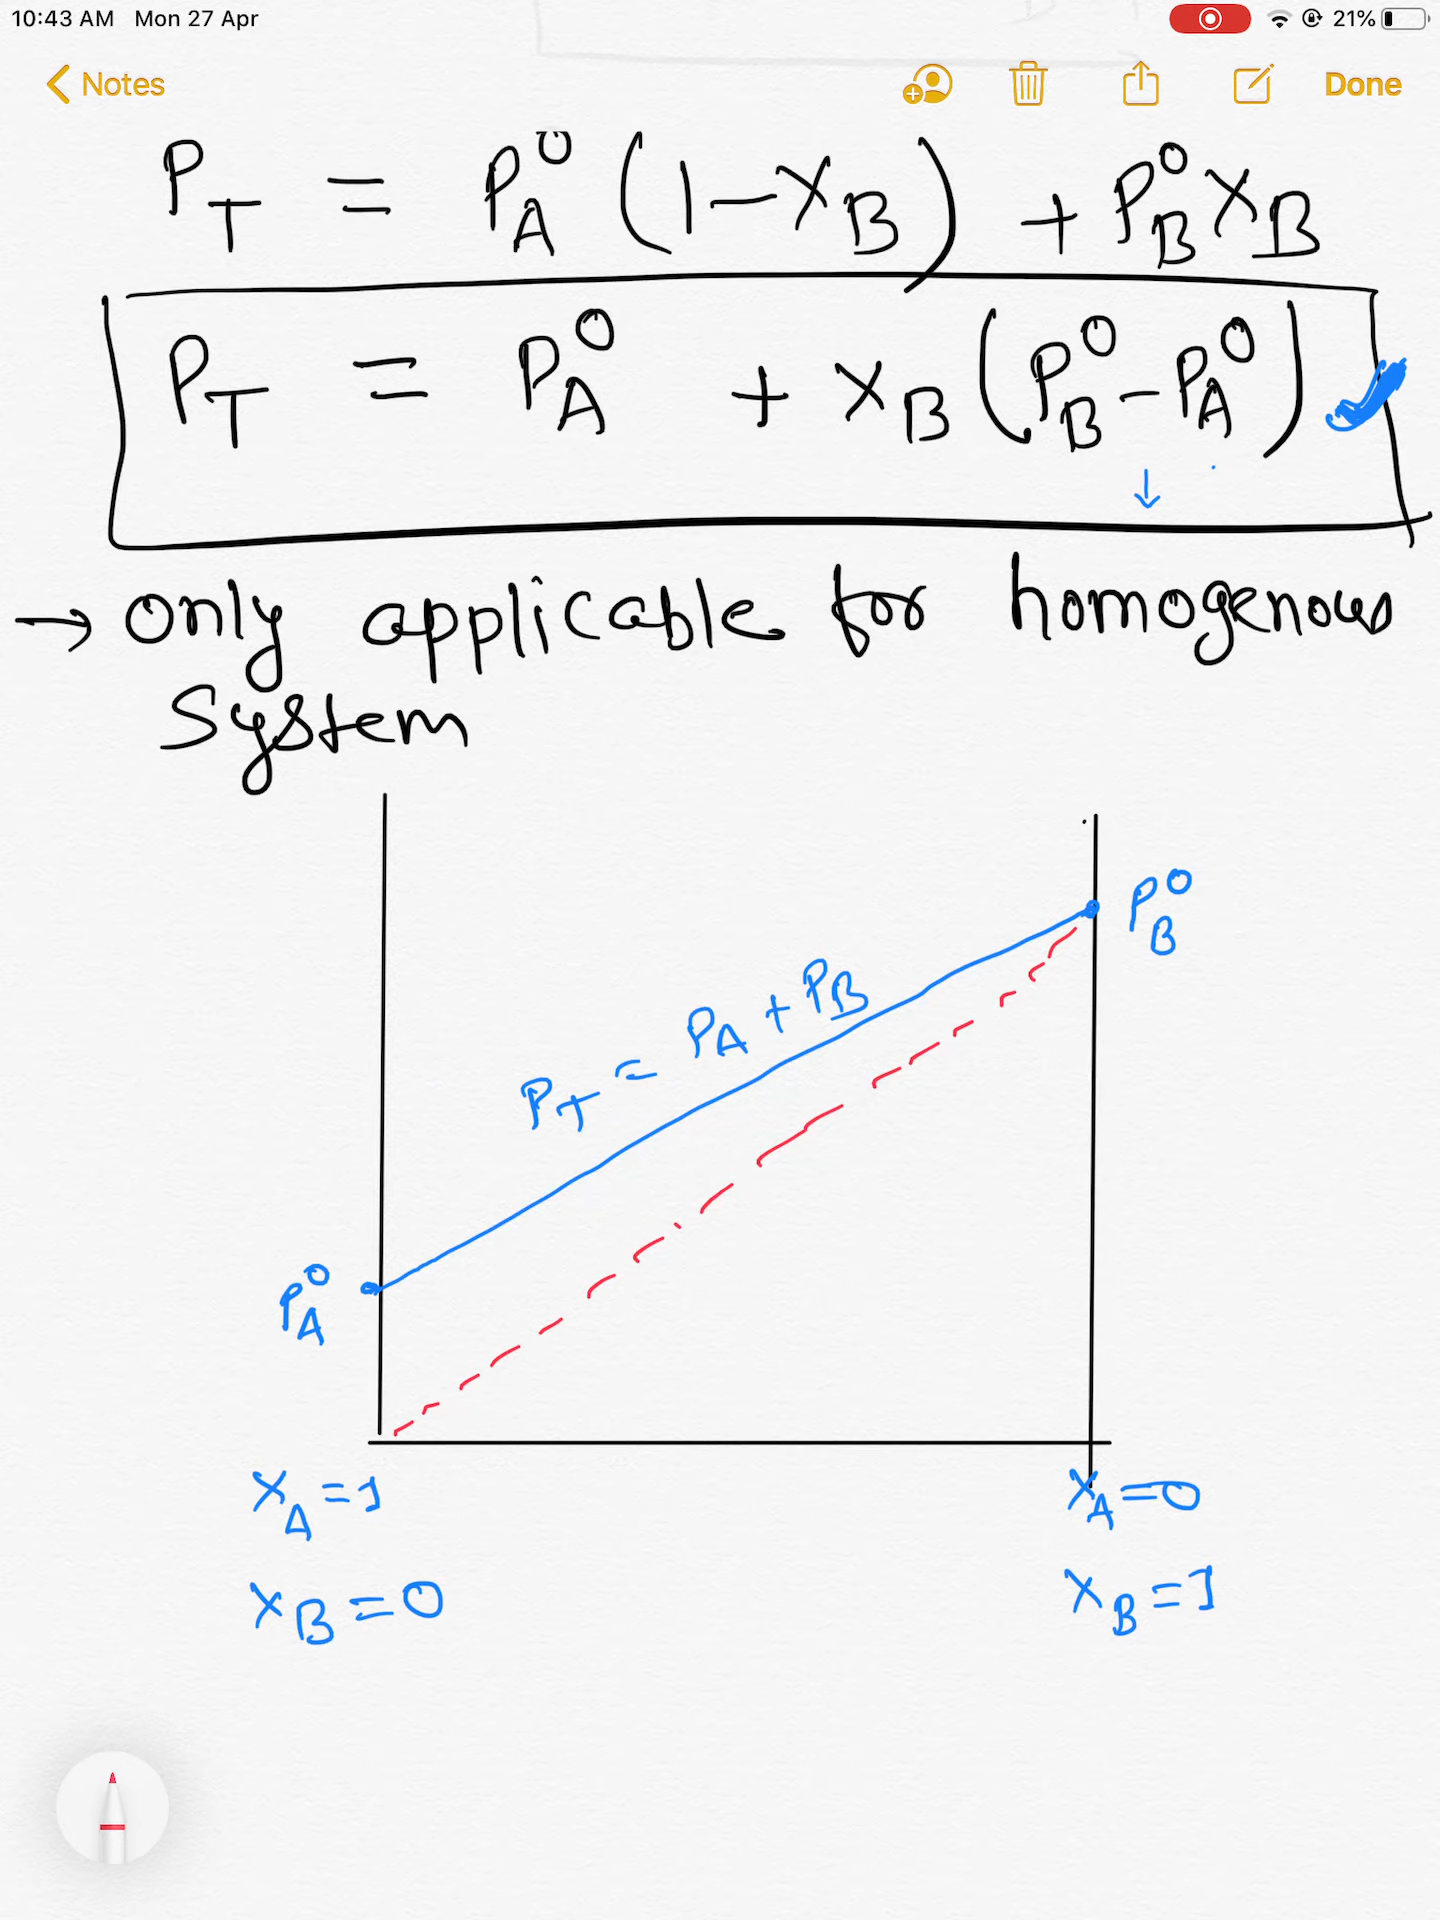 10:43 AM Mon 27 Apr 21%
Notes Done
P_T = P_A^0 (1-X_B) + P_B^0 X_B
P_T = P_A^0 + X_B (P_B^0 - P_A^0)
↓
→ only applicable for homogenous
System
P_B^0
P_T = P_A + P_B
P_A^0
X_A = 1 X_A = 0
X_B = 0 X_B = 1